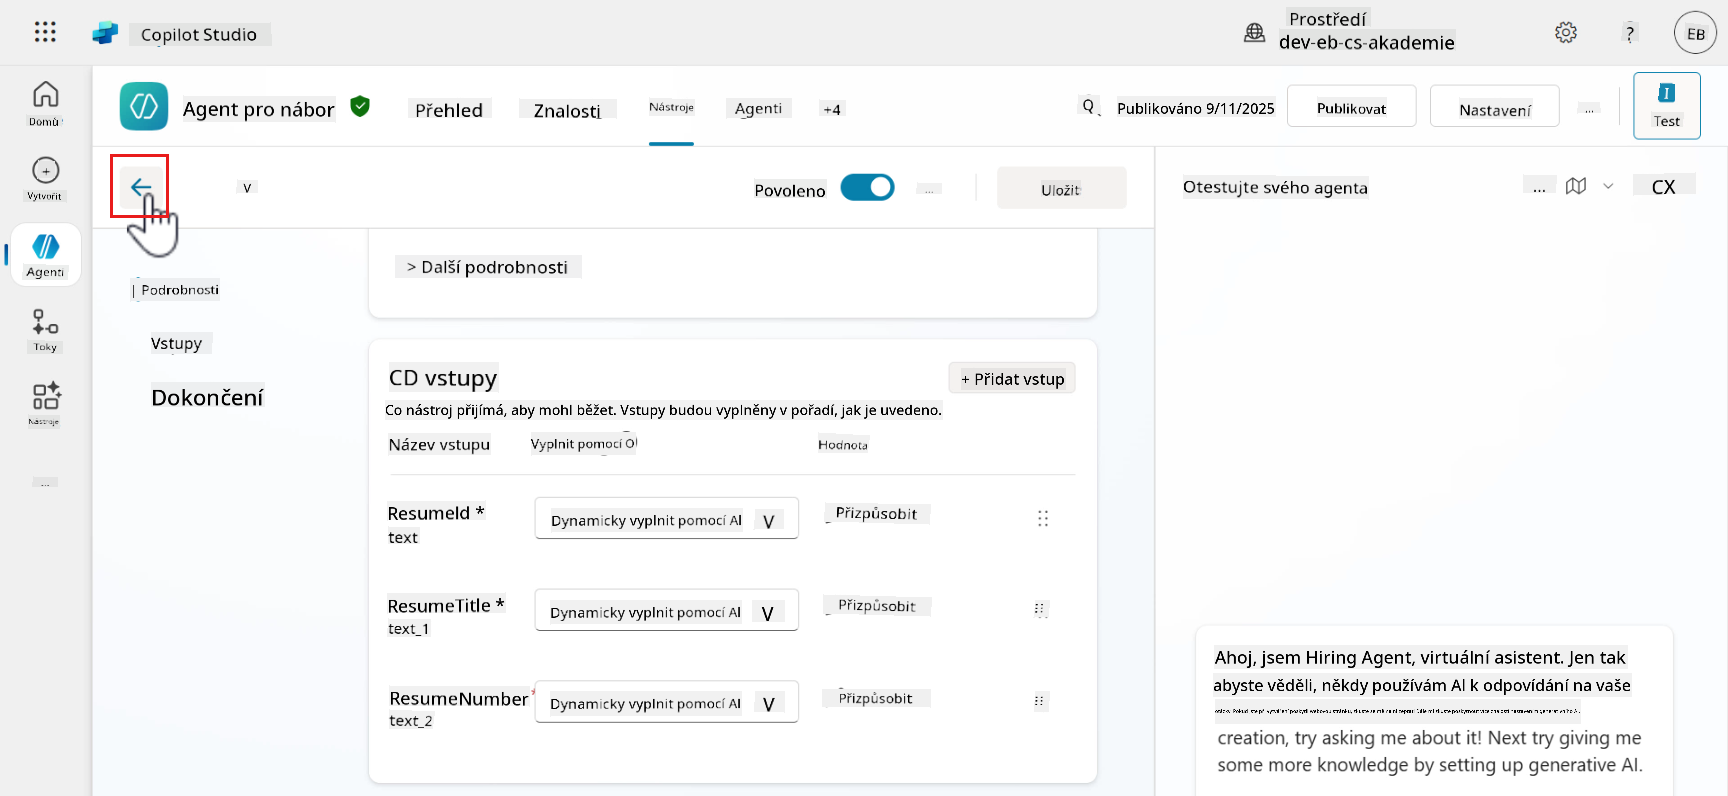 Copilot Studio
Prostředí
dev-eb-cs-akademie
?
EB
Domů
Vytvořit
Agenti
Toky
Nástroje
...
Agent pro nábor
Přehled
Znalosti
Nástroje
Agenti
+4
Q
Publikováno 9/11/2025
Publikovat
Nastavení
...
Test
V
Povoleno
...
Uložit
Otestujte svého agenta
...
CX
| Podrobnosti
Vstupy
Dokončení
> Další podrobnosti
CD vstupy
+ Přidat vstup
Co nástroj přijímá, aby mohl běžet. Vstupy budou vyplněny v pořadí, jak je uvedeno.
Název vstupu
Vyplnit pomocí O
Hodnota
ResumeId *
text
Dynamicky vyplnit pomocí AI V
Přizpůsobit
ResumeTitle *
text_1
Dynamicky vyplnit pomocí AI V
Přizpůsobit
ResumeNumber *
text_2
Dynamicky vyplnit pomocí AI V
Přizpůsobit
Ahoj, jsem Hiring Agent, virtuální asistent. Jen tak
abyste věděli, někdy používám AI k odpovídání na vaše
creation, try asking me about it! Next try giving me
some more knowledge by setting up generative AI.